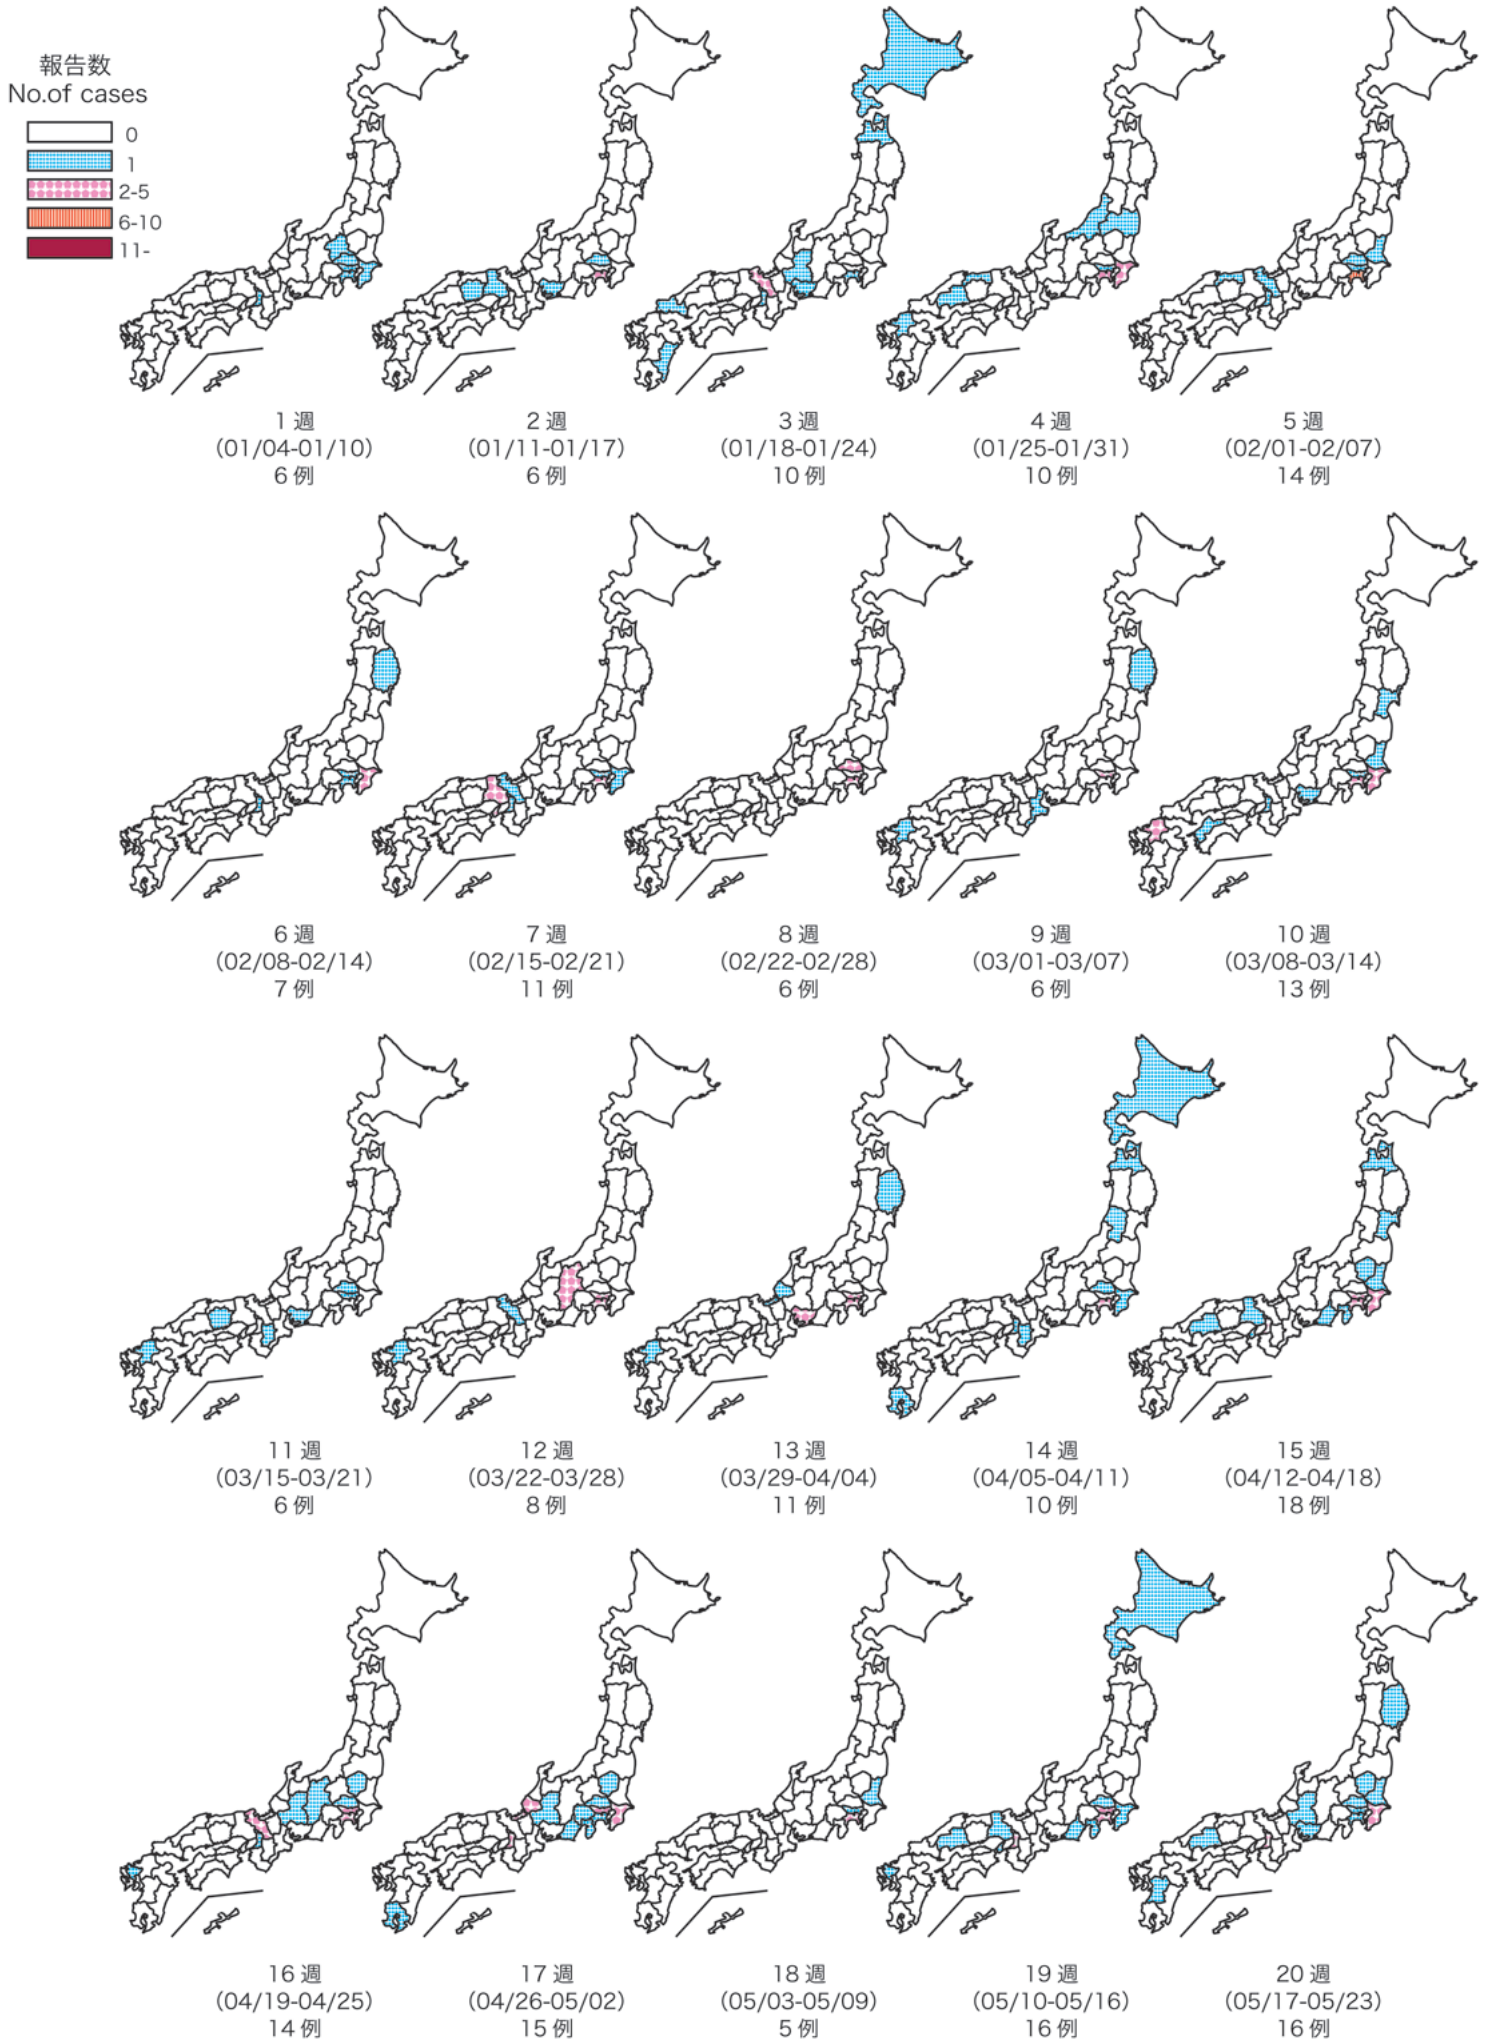 報告数
No.of cases
0
1
2-5
6-10
11-
1週
(01/04-01/10)
6例
2週
(01/11-01/17)
6例
3週
(01/18-01/24)
10例
4週
(01/25-01/31)
10例
5週
(02/01-02/07)
14例
6週
(02/08-02/14)
7例
7週
(02/15-02/21)
11例
8週
(02/22-02/28)
6例
9週
(03/01-03/07)
6例
10週
(03/08-03/14)
13例
11週
(03/15-03/21)
6例
12週
(03/22-03/28)
8例
13週
(03/29-04/04)
11例
14週
(04/05-04/11)
10例
15週
(04/12-04/18)
18例
16週
(04/19-04/25)
14例
17週
(04/26-05/02)
15例
18週
(05/03-05/09)
5例
19週
(05/10-05/16)
16例
20週
(05/17-05/23)
16例